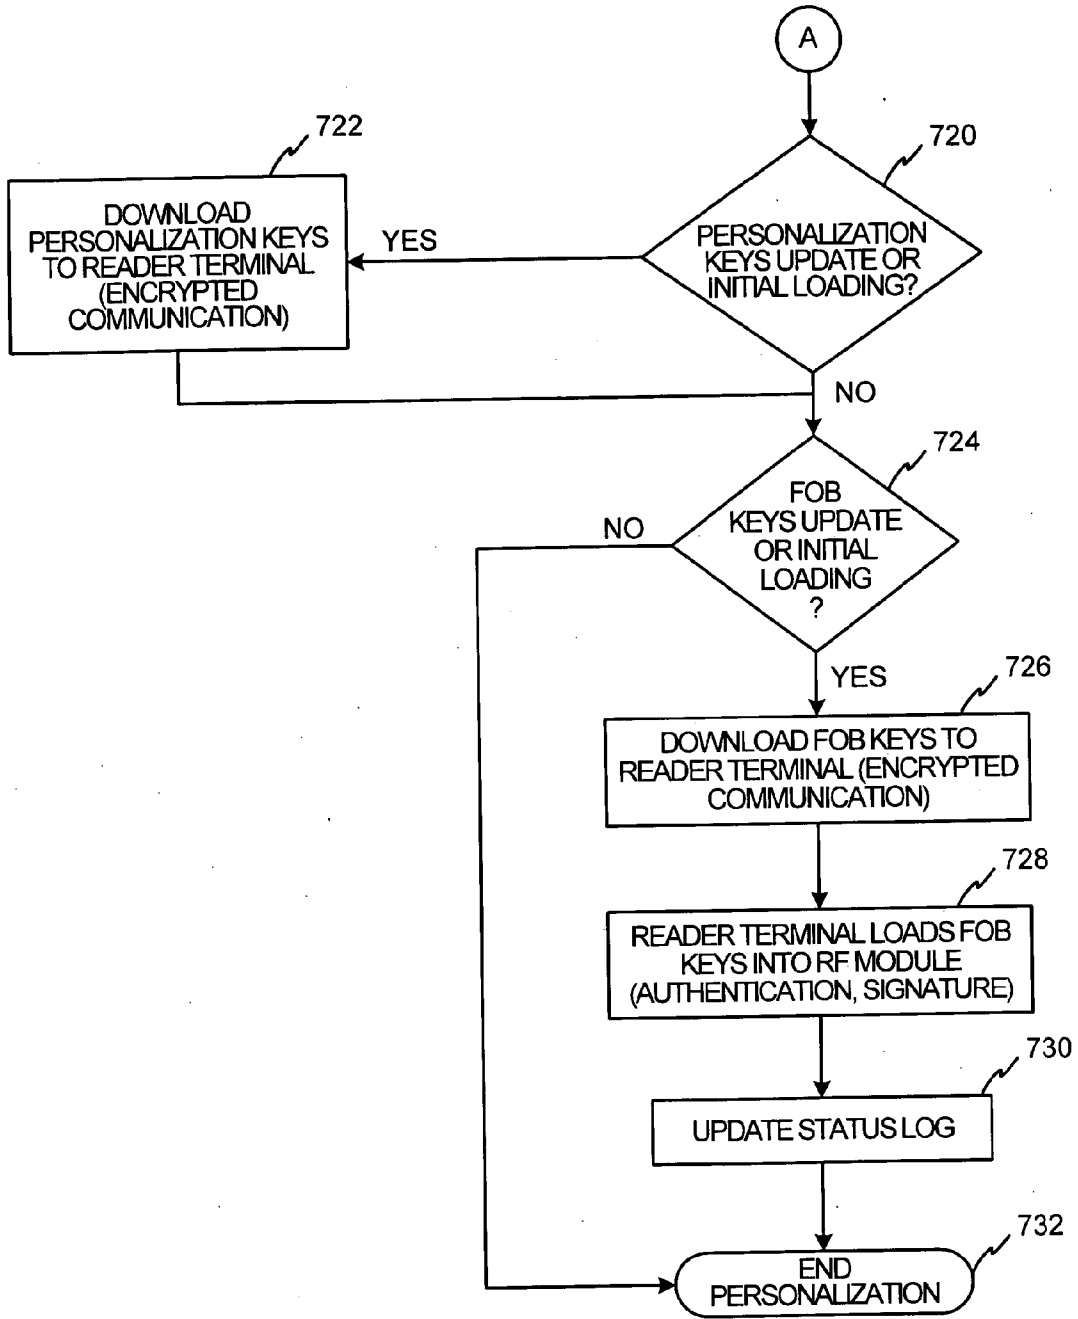 A
720
722
DOWNLOAD
PERSONALIZATION KEYS
TO READER TERMINAL
(ENCRYPTED
COMMUNICATION)
YES
PERSONALIZATION
KEYS UPDATE OR
INITIAL LOADING?
NO
724
FOB
KEYS UPDATE
OR INITIAL
LOADING
?
NO
YES
726
DOWNLOAD FOB KEYS TO
READER TERMINAL (ENCRYPTED
COMMUNICATION)
728
READER TERMINAL LOADS FOB
KEYS INTO RF MODULE
(AUTHENTICATION, SIGNATURE)
730
UPDATE STATUS LOG
732
END
PERSONALIZATION